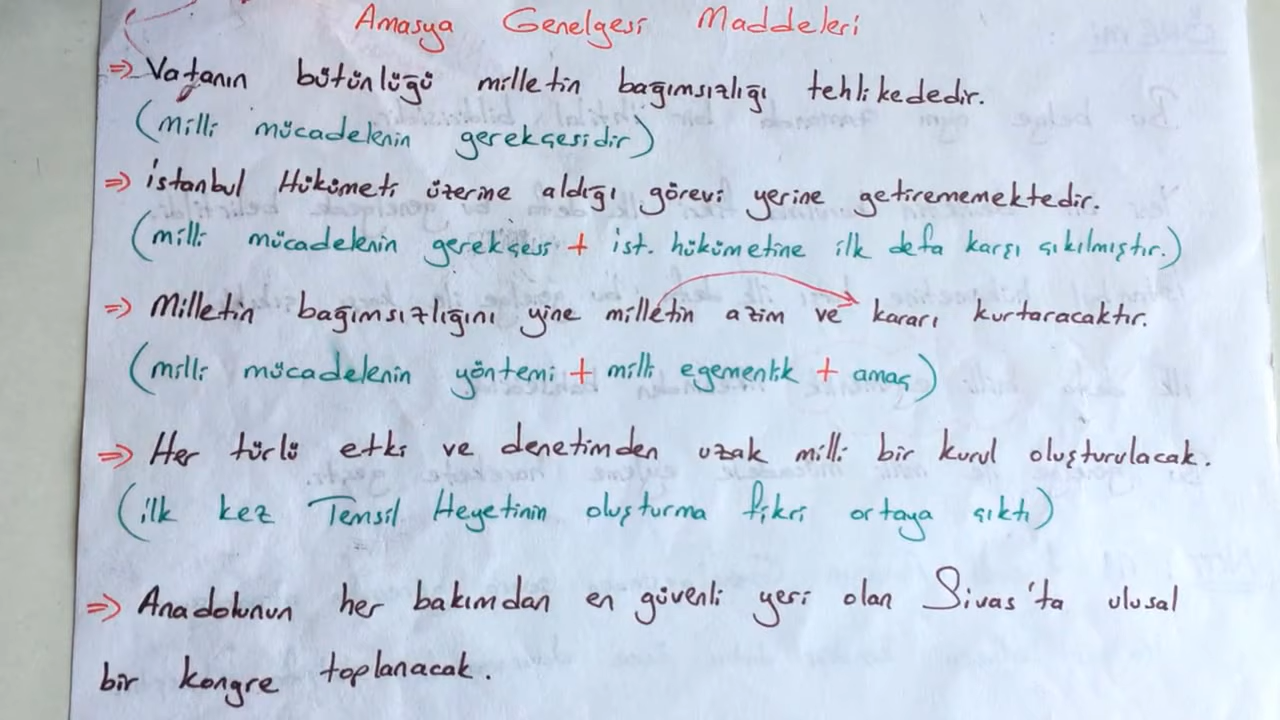 Amasya Genelgesi Maddeleri
⇒ Vatanın bütünlüğü milletin bağımsızlığı tehlikededir.
(milli mücadelenin gerekçesidir)
⇒ İstanbul Hükümeti üzerine aldığı görevi yerine getirememektedir.
(milli mücadelenin gerekçesi + ist. hükümetine ilk defa karşı çıkılmıştır.)
⇒ Milletin bağımsızlığını yine milletin azim ve kararı kurtaracaktır.
(milli mücadelenin yöntemi + milli egemenlik + amaç)
⇒ Her türlü etki ve denetimden uzak milli bir kurul oluşturulacak.
(ilk kez Temsil Heyetinin oluşturma fikri ortaya çıktı)
⇒ Anadolunun her bakımdan en güvenli yeri olan Sivas'ta ulusal
bir kongre toplanacak.